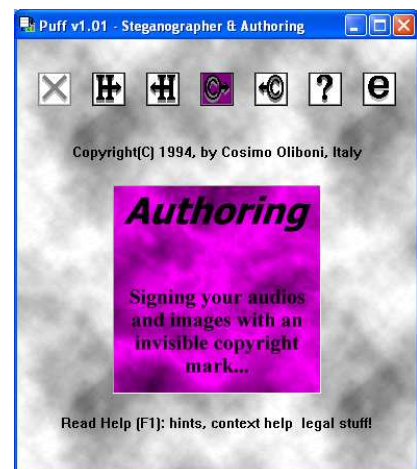 Puff v1.01 - Steganographer & Authoring
H H © © ? e
Copyright(C) 1994, by Cosimo Oliboni, Italy
Authoring
Signing your audios
and images with an
invisible copyright
mark...
Read Help (F1): hints, context help  legal stuff!